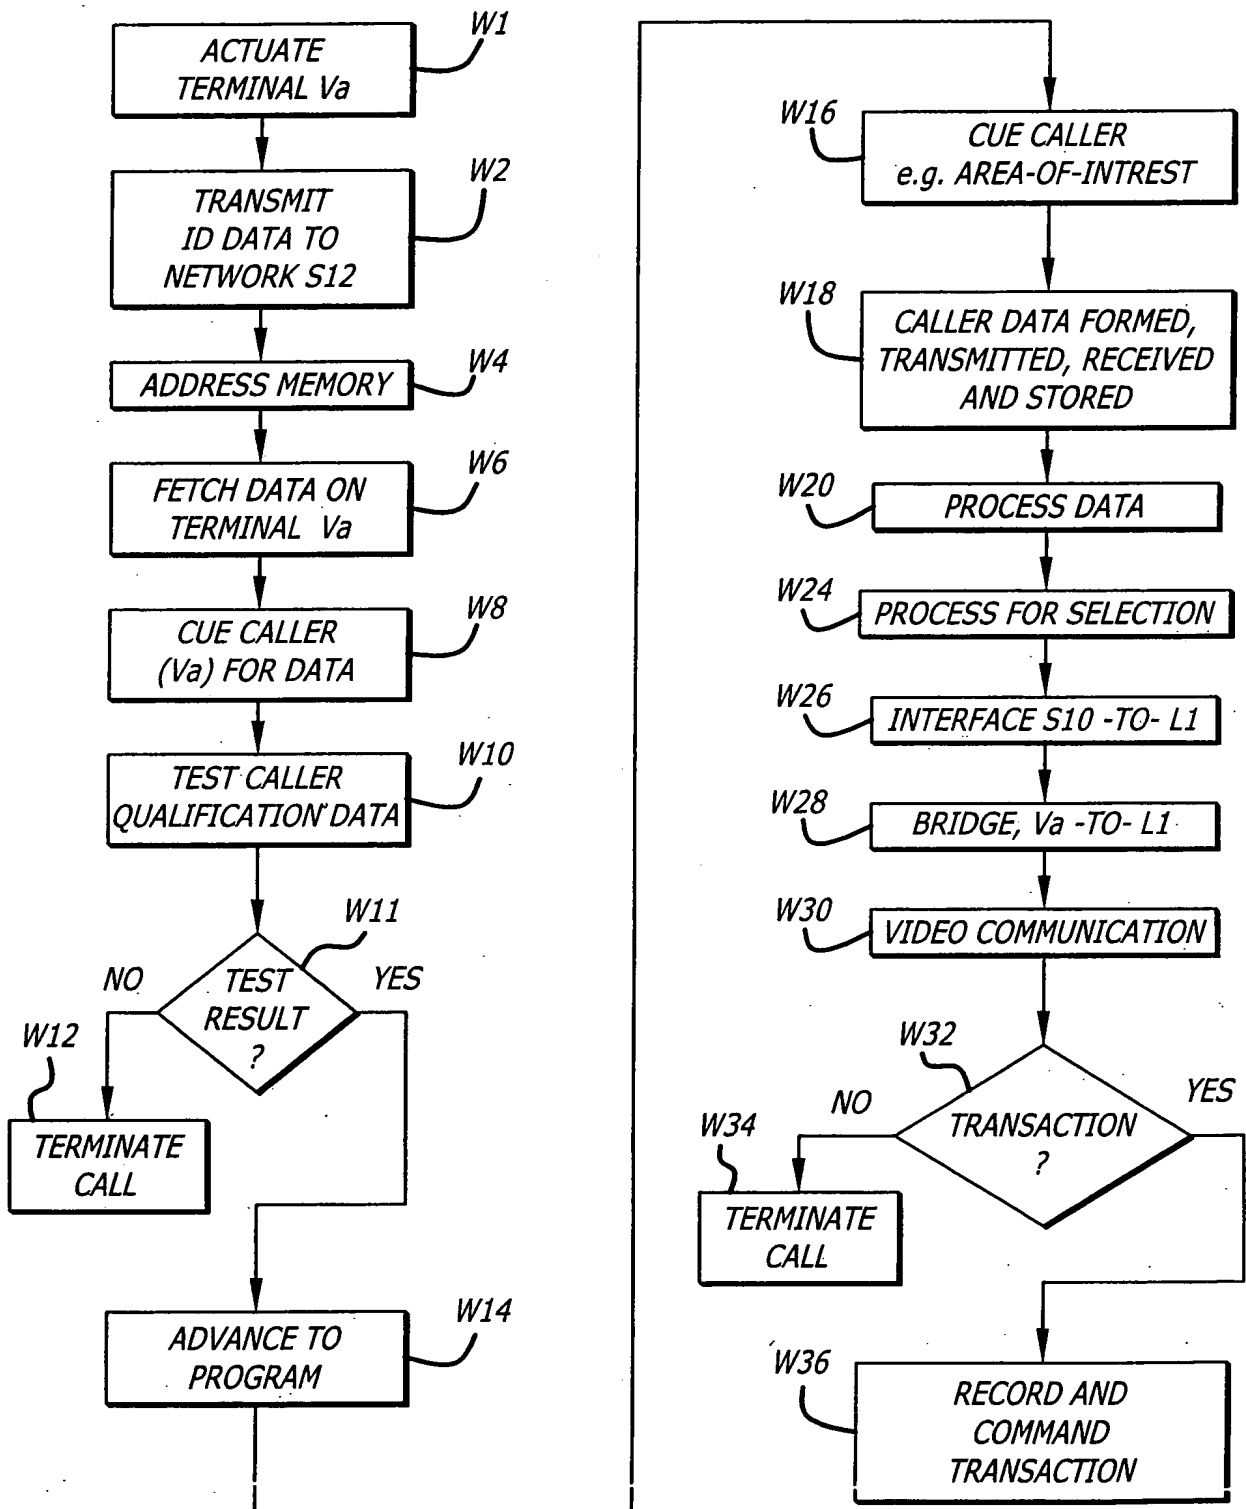 W1
ACTUATE
TERMINAL Va
W2
TRANSMIT
ID DATA TO
NETWORK S12
W4
ADDRESS MEMORY
W6
FETCH DATA ON
TERMINAL Va
W8
CUE CALLER
(Va) FOR DATA
W10
TEST CALLER
QUALIFICATION DATA
W11
NO
TEST
RESULT
?
YES
W12
TERMINATE
CALL
W14
ADVANCE TO
PROGRAM
W16
CUE CALLER
e.g. AREA-OF-INTREST
W18
CALLER DATA FORMED,
TRANSMITTED, RECEIVED
AND STORED
W20
PROCESS DATA
W24
PROCESS FOR SELECTION
W26
INTERFACE S10 -TO- L1
W28
BRIDGE, Va -TO- L1
W30
VIDEO COMMUNICATION
W32
NO
TRANSACTION
?
YES
W34
TERMINATE
CALL
W36
RECORD AND
COMMAND
TRANSACTION